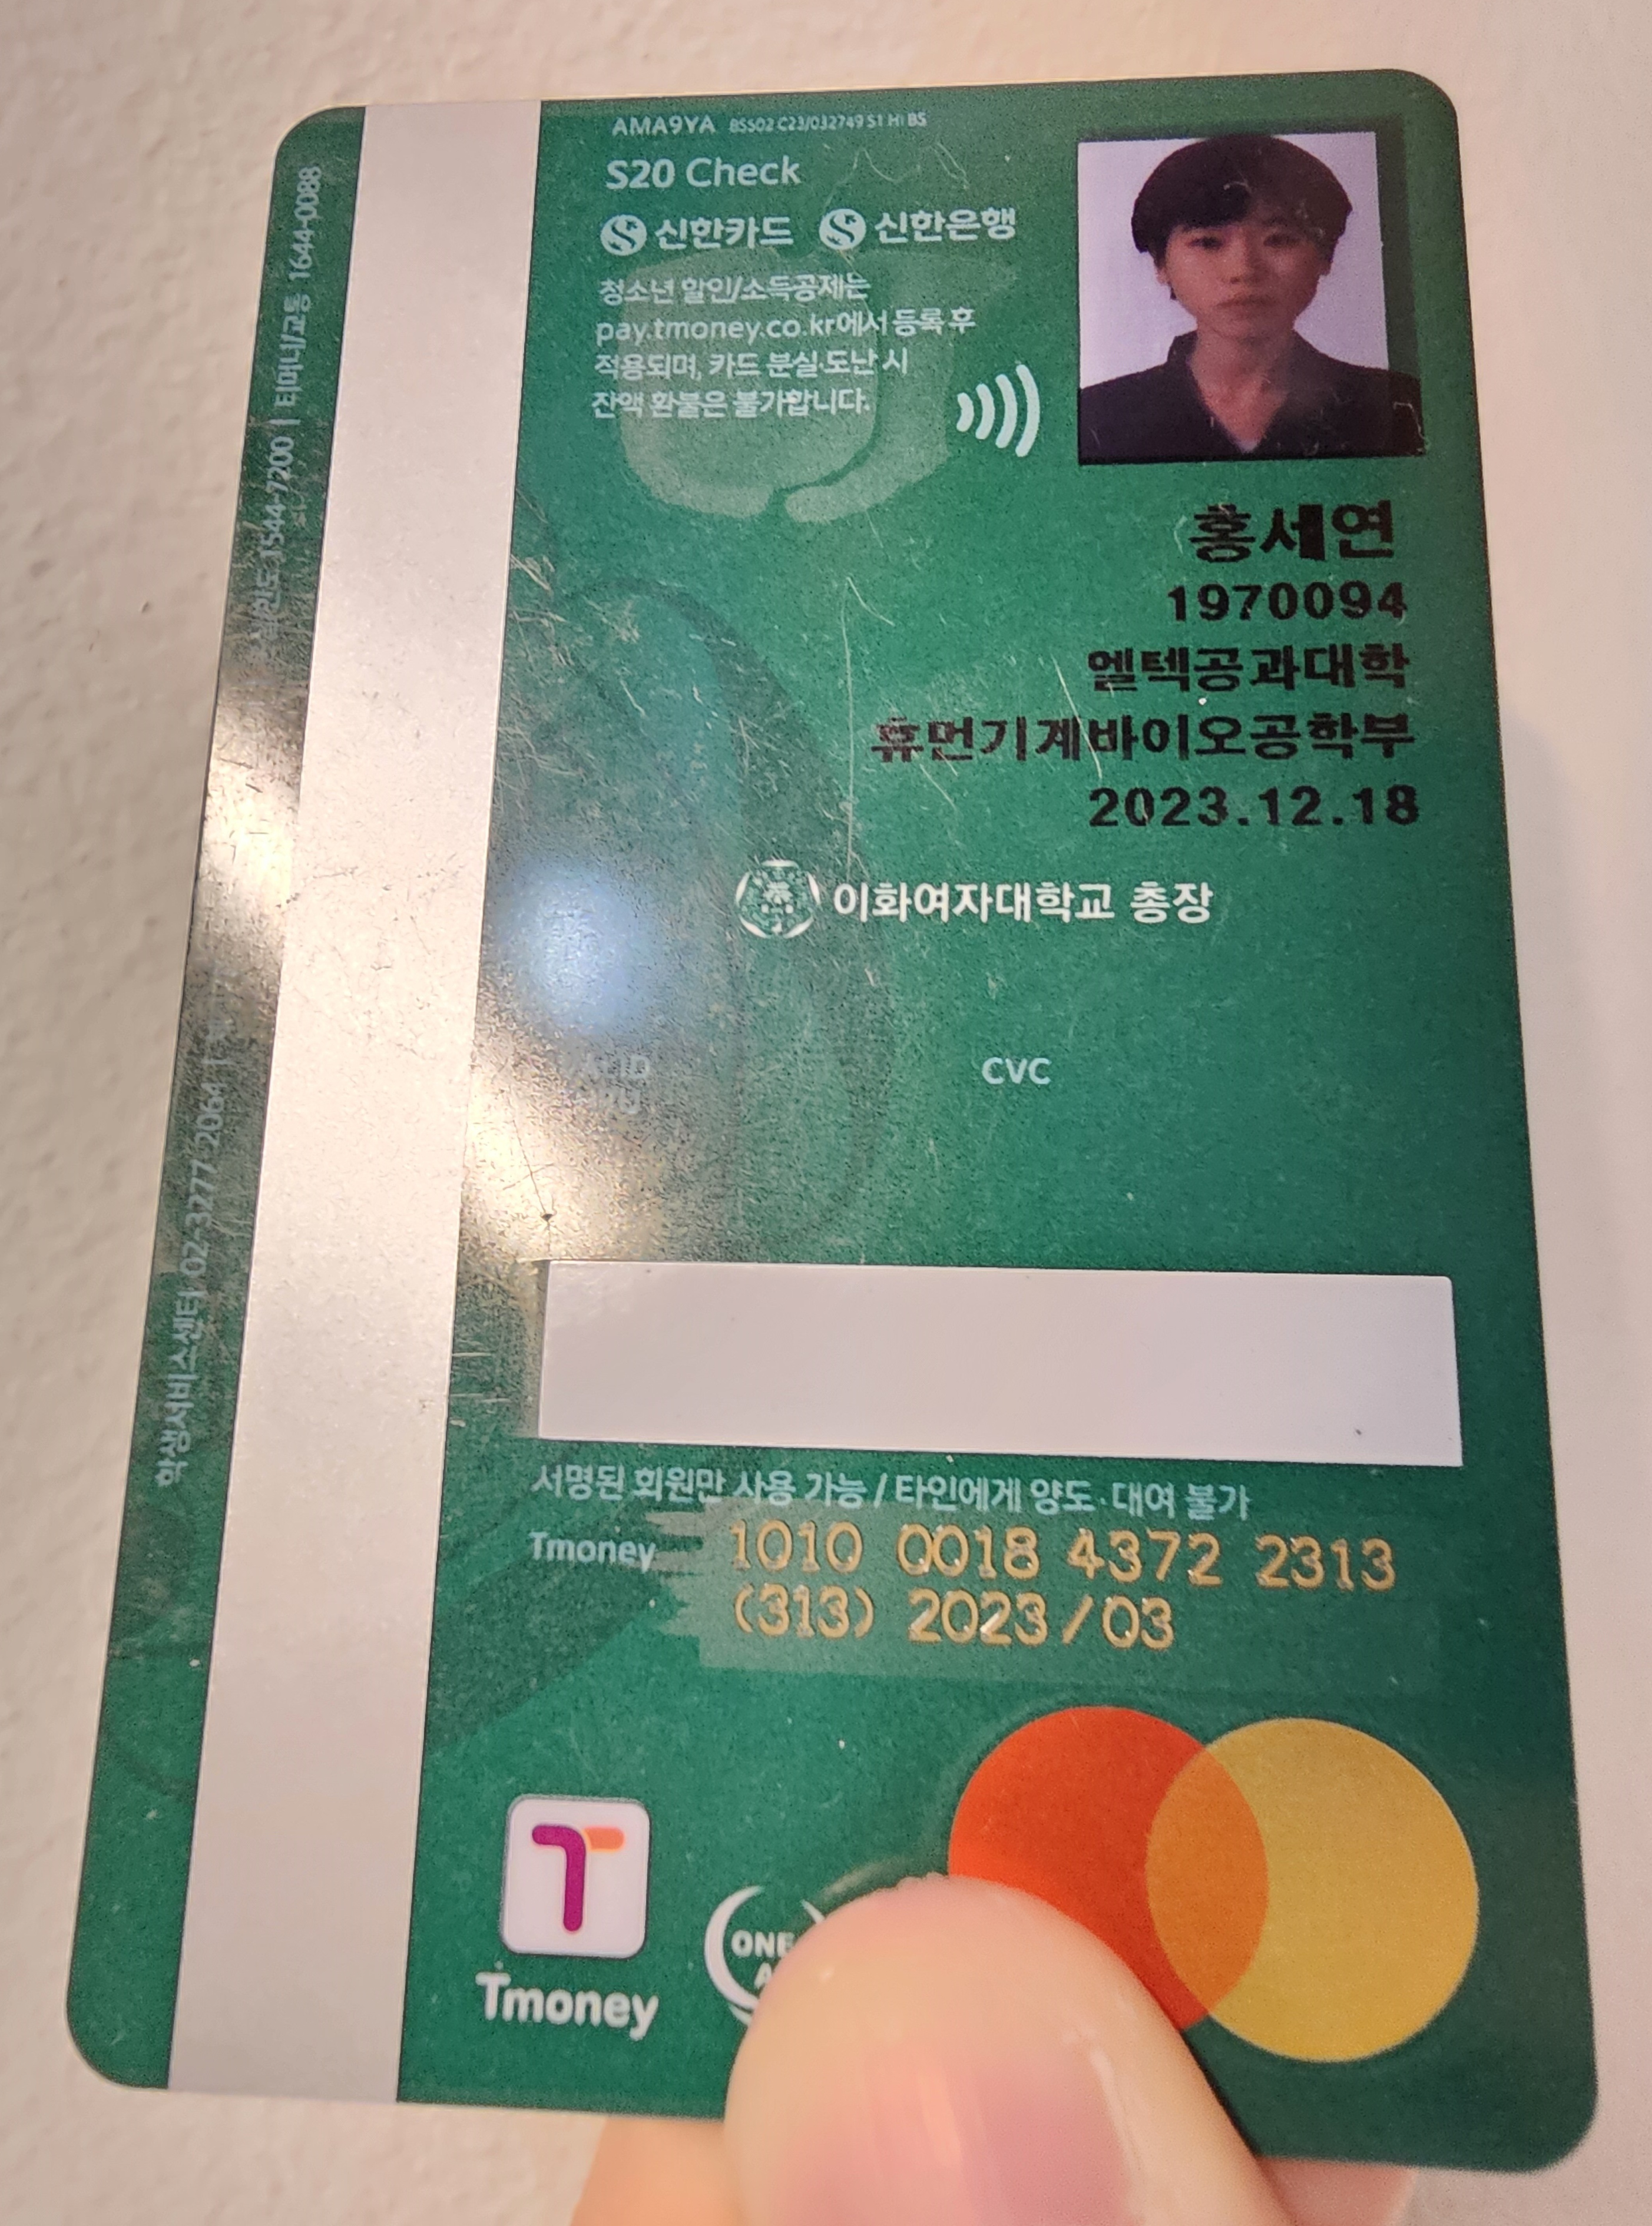 AMA9YA BSS02 C23/032749 S1 Hi BS
S20 Check
신한카드 신한은행
청소년 할인/소득공제는
pay.tmoney.co.kr에서 등록 후
적용되며, 카드 분실·도난 시
잔액 환불은 불가합니다.
홍세연
1970094
엘텍공과대학
휴먼기계바이오공학부
2023.12.18
이화여자대학교 총장
CVC
서명된 회원만 사용 가능 / 타인에게 양도·대여 불가
Tmoney 1010 0018 4372 2313
(313) 2023/03
T
Tmoney
ONE
학생서비스센터 02-3277-2064 | 1544-7200 | 티머니/교통 1644-0088